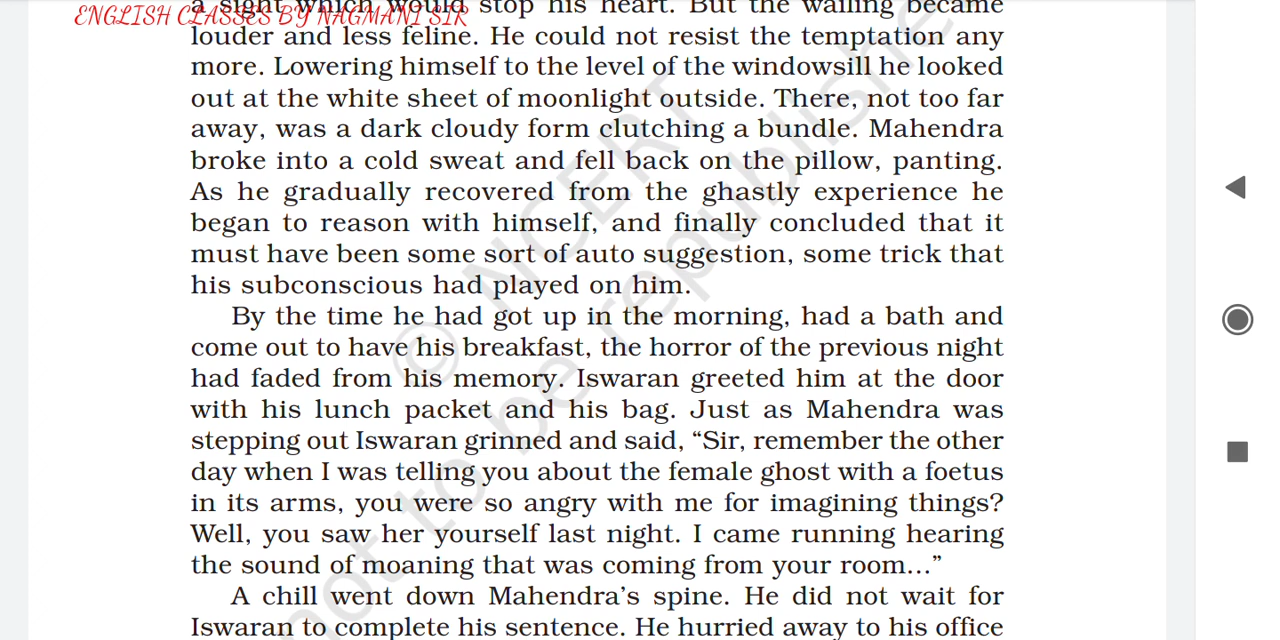 a sight which would stop his heart. But the wailing became
ENGLISH CLASSES BY NAGMANI SIR
louder and less feline. He could not resist the temptation any
more. Lowering himself to the level of the windowsill he looked
out at the white sheet of moonlight outside. There, not too far
away, was a dark cloudy form clutching a bundle. Mahendra
broke into a cold sweat and fell back on the pillow, panting.
As he gradually recovered from the ghastly experience he
began to reason with himself, and finally concluded that it
must have been some sort of auto suggestion, some trick that
his subconscious had played on him.
By the time he had got up in the morning, had a bath and
come out to have his breakfast, the horror of the previous night
had faded from his memory. Iswaran greeted him at the door
with his lunch packet and his bag. Just as Mahendra was
stepping out Iswaran grinned and said, “Sir, remember the other
day when I was telling you about the female ghost with a foetus
in its arms, you were so angry with me for imagining things?
Well, you saw her yourself last night. I came running hearing
the sound of moaning that was coming from your room…”
A chill went down Mahendra’s spine. He did not wait for
Iswaran to complete his sentence. He hurried away to his office
© NCERT
not to be republishe